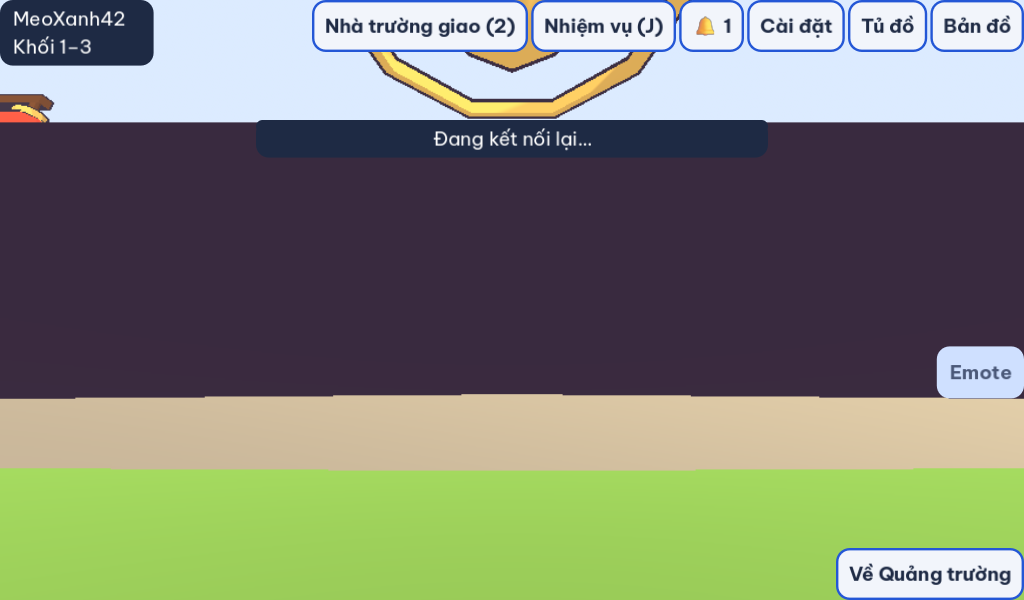 MeoXanh42
Khối 1–3
Nhà trường giao (2)
Nhiệm vụ (J)
🔔 1
Cài đặt
Tủ đồ
Bản đồ
Đang kết nối lại...
Emote
Về Quảng trường